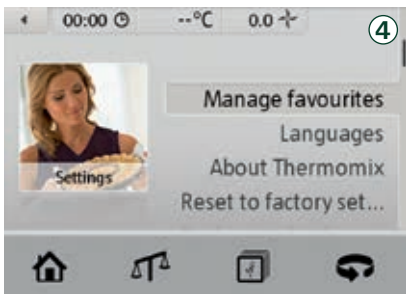 00:00 --°C 0.0 4
Manage favourites
Languages
About Thermomix
Settings
Reset to factory set...